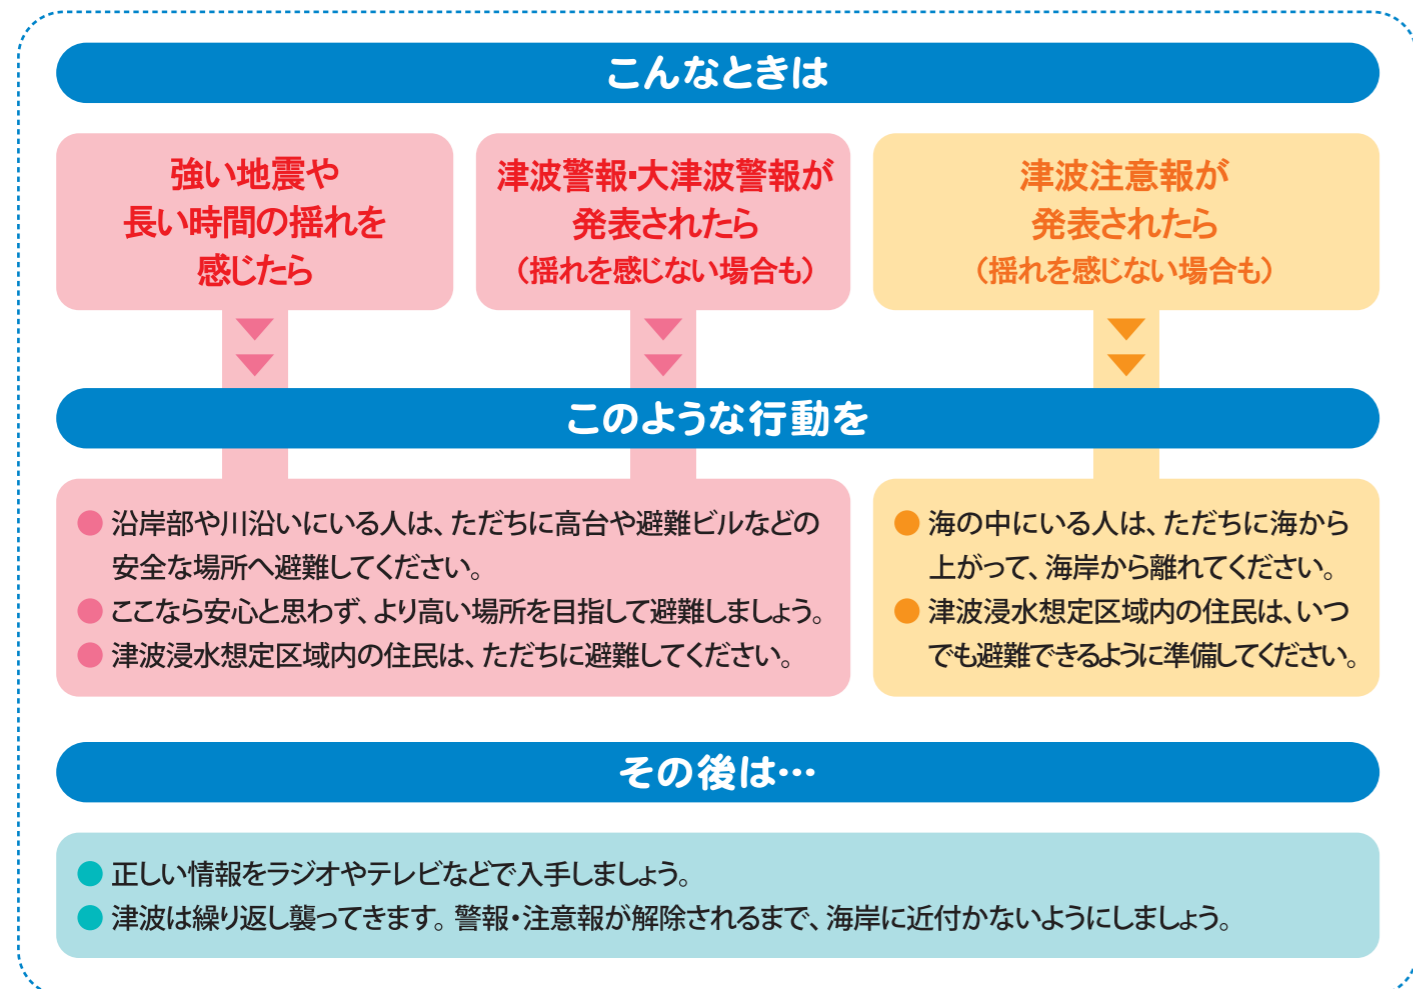 こんなときは
強い地震や
長い時間の揺れを
感じたら
津波警報・大津波警報が
発表されたら
（揺れを感じない場合も）
津波注意報が
発表されたら
（揺れを感じない場合も）
このような行動を
● 沿岸部や川沿いにいる人は、ただちに高台や避難ビルなどの
安全な場所へ避難してください。
● ここなら安心と思わず、より高い場所を目指して避難しましょう。
● 津波浸水想定区域内の住民は、ただちに避難してください。
● 海の中にいる人は、ただちに海から
上がって、海岸から離れてください。
● 津波浸水想定区域内の住民は、いつ
でも避難できるように準備してください。
その後は…
● 正しい情報をラジオやテレビなどで入手しましょう。
● 津波は繰り返し襲ってきます。警報・注意報が解除されるまで、海岸に近付かないようにしましょう。